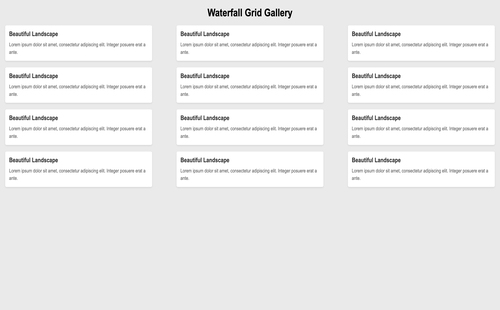 Waterfall Grid Gallery
Beautiful Landscape
Lorem ipsum dolor sit amet, consectetur adipiscing elit. Integer posuere erat a
ante.
Beautiful Landscape
Lorem ipsum dolor sit amet, consectetur adipiscing elit. Integer posuere erat a
ante.
Beautiful Landscape
Lorem ipsum dolor sit amet, consectetur adipiscing elit. Integer posuere erat a
ante.
Beautiful Landscape
Lorem ipsum dolor sit amet, consectetur adipiscing elit. Integer posuere erat a
ante.
Beautiful Landscape
Lorem ipsum dolor sit amet, consectetur adipiscing elit. Integer posuere erat a
ante.
Beautiful Landscape
Lorem ipsum dolor sit amet, consectetur adipiscing elit. Integer posuere erat a
ante.
Beautiful Landscape
Lorem ipsum dolor sit amet, consectetur adipiscing elit. Integer posuere erat a
ante.
Beautiful Landscape
Lorem ipsum dolor sit amet, consectetur adipiscing elit. Integer posuere erat a
ante.
Beautiful Landscape
Lorem ipsum dolor sit amet, consectetur adipiscing elit. Integer posuere erat a
ante.
Beautiful Landscape
Lorem ipsum dolor sit amet, consectetur adipiscing elit. Integer posuere erat a
ante.
Beautiful Landscape
Lorem ipsum dolor sit amet, consectetur adipiscing elit. Integer posuere erat a
ante.
Beautiful Landscape
Lorem ipsum dolor sit amet, consectetur adipiscing elit. Integer posuere erat a
ante.